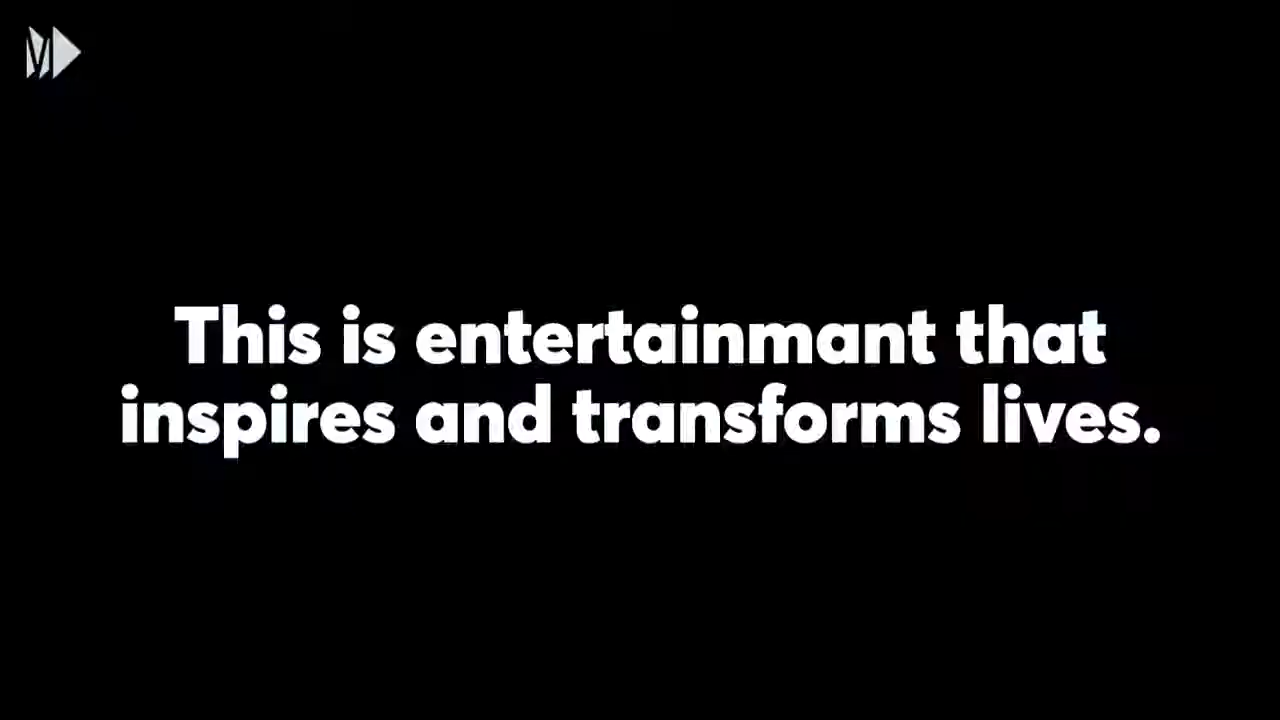 This is entertainmant that
inspires and transforms lives.